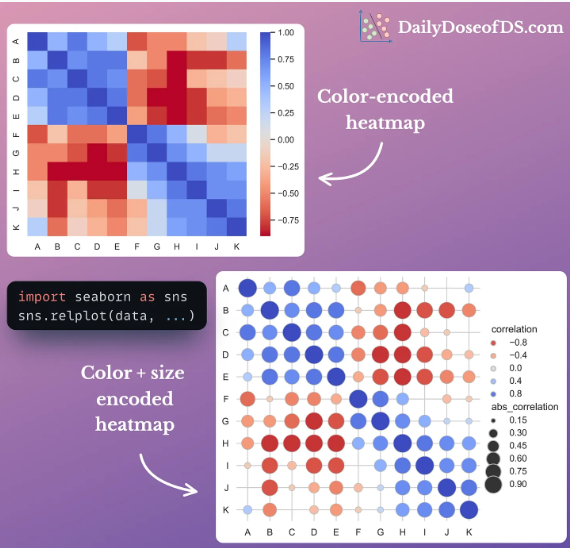 DailyDoseofDS.com
A
B
C
D
E
F
G
H
I
J
K
A B C D E F G H I J K
1.00
0.75
0.50
0.25
0.00
−0.25
−0.50
−0.75
Color-encoded
heatmap
import seaborn as sns
sns.relplot(data, ...)
Color + size
encoded
heatmap
A
B
C
D
E
F
G
H
I
J
K
A B C D E F G H I J K
correlation
−0.8
−0.4
0.0
0.4
0.8
abs_correlation
0.15
0.30
0.45
0.60
0.75
0.90